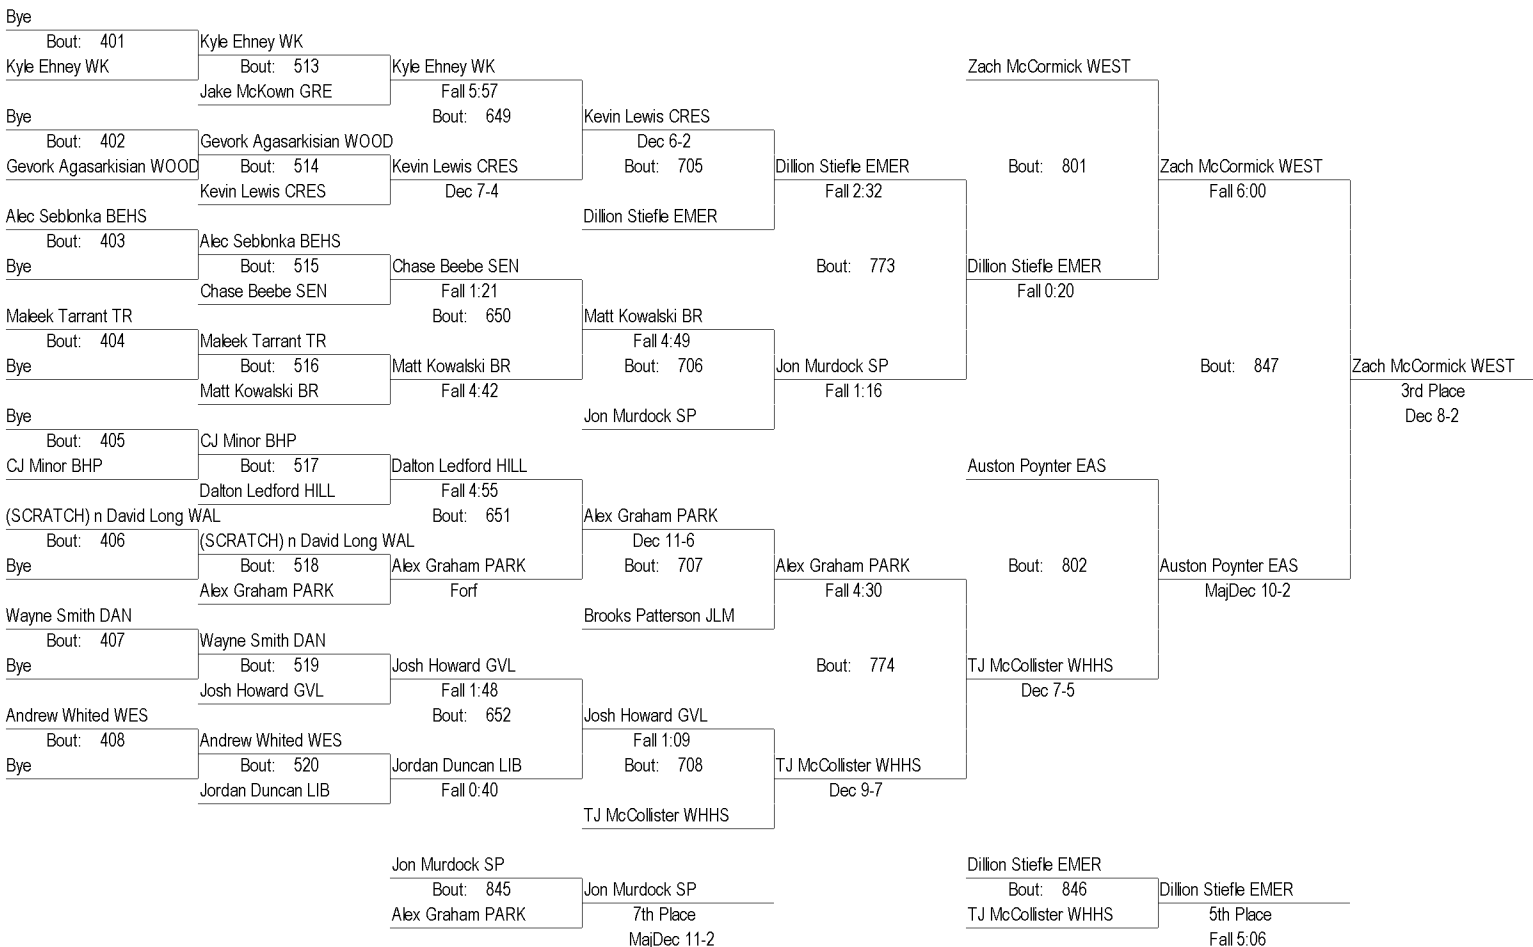 Bye
Bout: 401
Kyle Ehney WK
Kyle Ehney WK
Bout: 513
Jake McKown GRE
Kyle Ehney WK
Fall 5:57
Bye
Bout: 402
Gevork Agasarkisian WOOD
Gevork Agasarkisian WOOD
Bout: 514
Kevin Lewis CRES
Kevin Lewis CRES
Dec 7-4
Bout: 649
Kevin Lewis CRES
Dec 6-2
Bout: 705
Dillion Stiefle EMER
Dillion Stiefle EMER
Fall 2:32
Alec Seblonka BEHS
Bout: 403
Bye
Alec Seblonka BEHS
Bout: 515
Chase Beebe SEN
Chase Beebe SEN
Fall 1:21
Maleek Tarrant TR
Bout: 404
Bye
Maleek Tarrant TR
Bout: 516
Matt Kowalski BR
Matt Kowalski BR
Fall 4:42
Bout: 650
Matt Kowalski BR
Fall 4:49
Bout: 706
Jon Murdock SP
Jon Murdock SP
Fall 1:16
Bout: 773
Dillion Stiefle EMER
Fall 0:20
Zach McCormick WEST
Bout: 801
Zach McCormick WEST
Fall 6:00
Bye
Bout: 405
CJ Minor BHP
CJ Minor BHP
Bout: 517
Dalton Ledford HILL
Dalton Ledford HILL
Fall 4:55
(SCRATCH) n David Long WAL
Bout: 406
Bye
(SCRATCH) n David Long WAL
Bout: 518
Alex Graham PARK
Alex Graham PARK
Forf
Bout: 651
Alex Graham PARK
Dec 11-6
Bout: 707
Brooks Patterson JLM
Alex Graham PARK
Fall 4:30
Wayne Smith DAN
Bout: 407
Bye
Wayne Smith DAN
Bout: 519
Josh Howard GVL
Josh Howard GVL
Fall 1:48
Andrew Whited WES
Bout: 408
Bye
Andrew Whited WES
Bout: 520
Jordan Duncan LIB
Jordan Duncan LIB
Fall 0:40
Bout: 652
Josh Howard GVL
Fall 1:09
Bout: 708
TJ McCollister WHHS
TJ McCollister WHHS
Dec 9-7
Bout: 774
TJ McCollister WHHS
Dec 7-5
Auston Poynter EAS
Bout: 802
Auston Poynter EAS
MajDec 10-2
Bout: 847
Zach McCormick WEST
3rd Place
Dec 8-2
Jon Murdock SP
Bout: 845
Alex Graham PARK
Jon Murdock SP
7th Place
MajDec 11-2
Dillion Stiefle EMER
Bout: 846
TJ McCollister WHHS
Dillion Stiefle EMER
5th Place
Fall 5:06